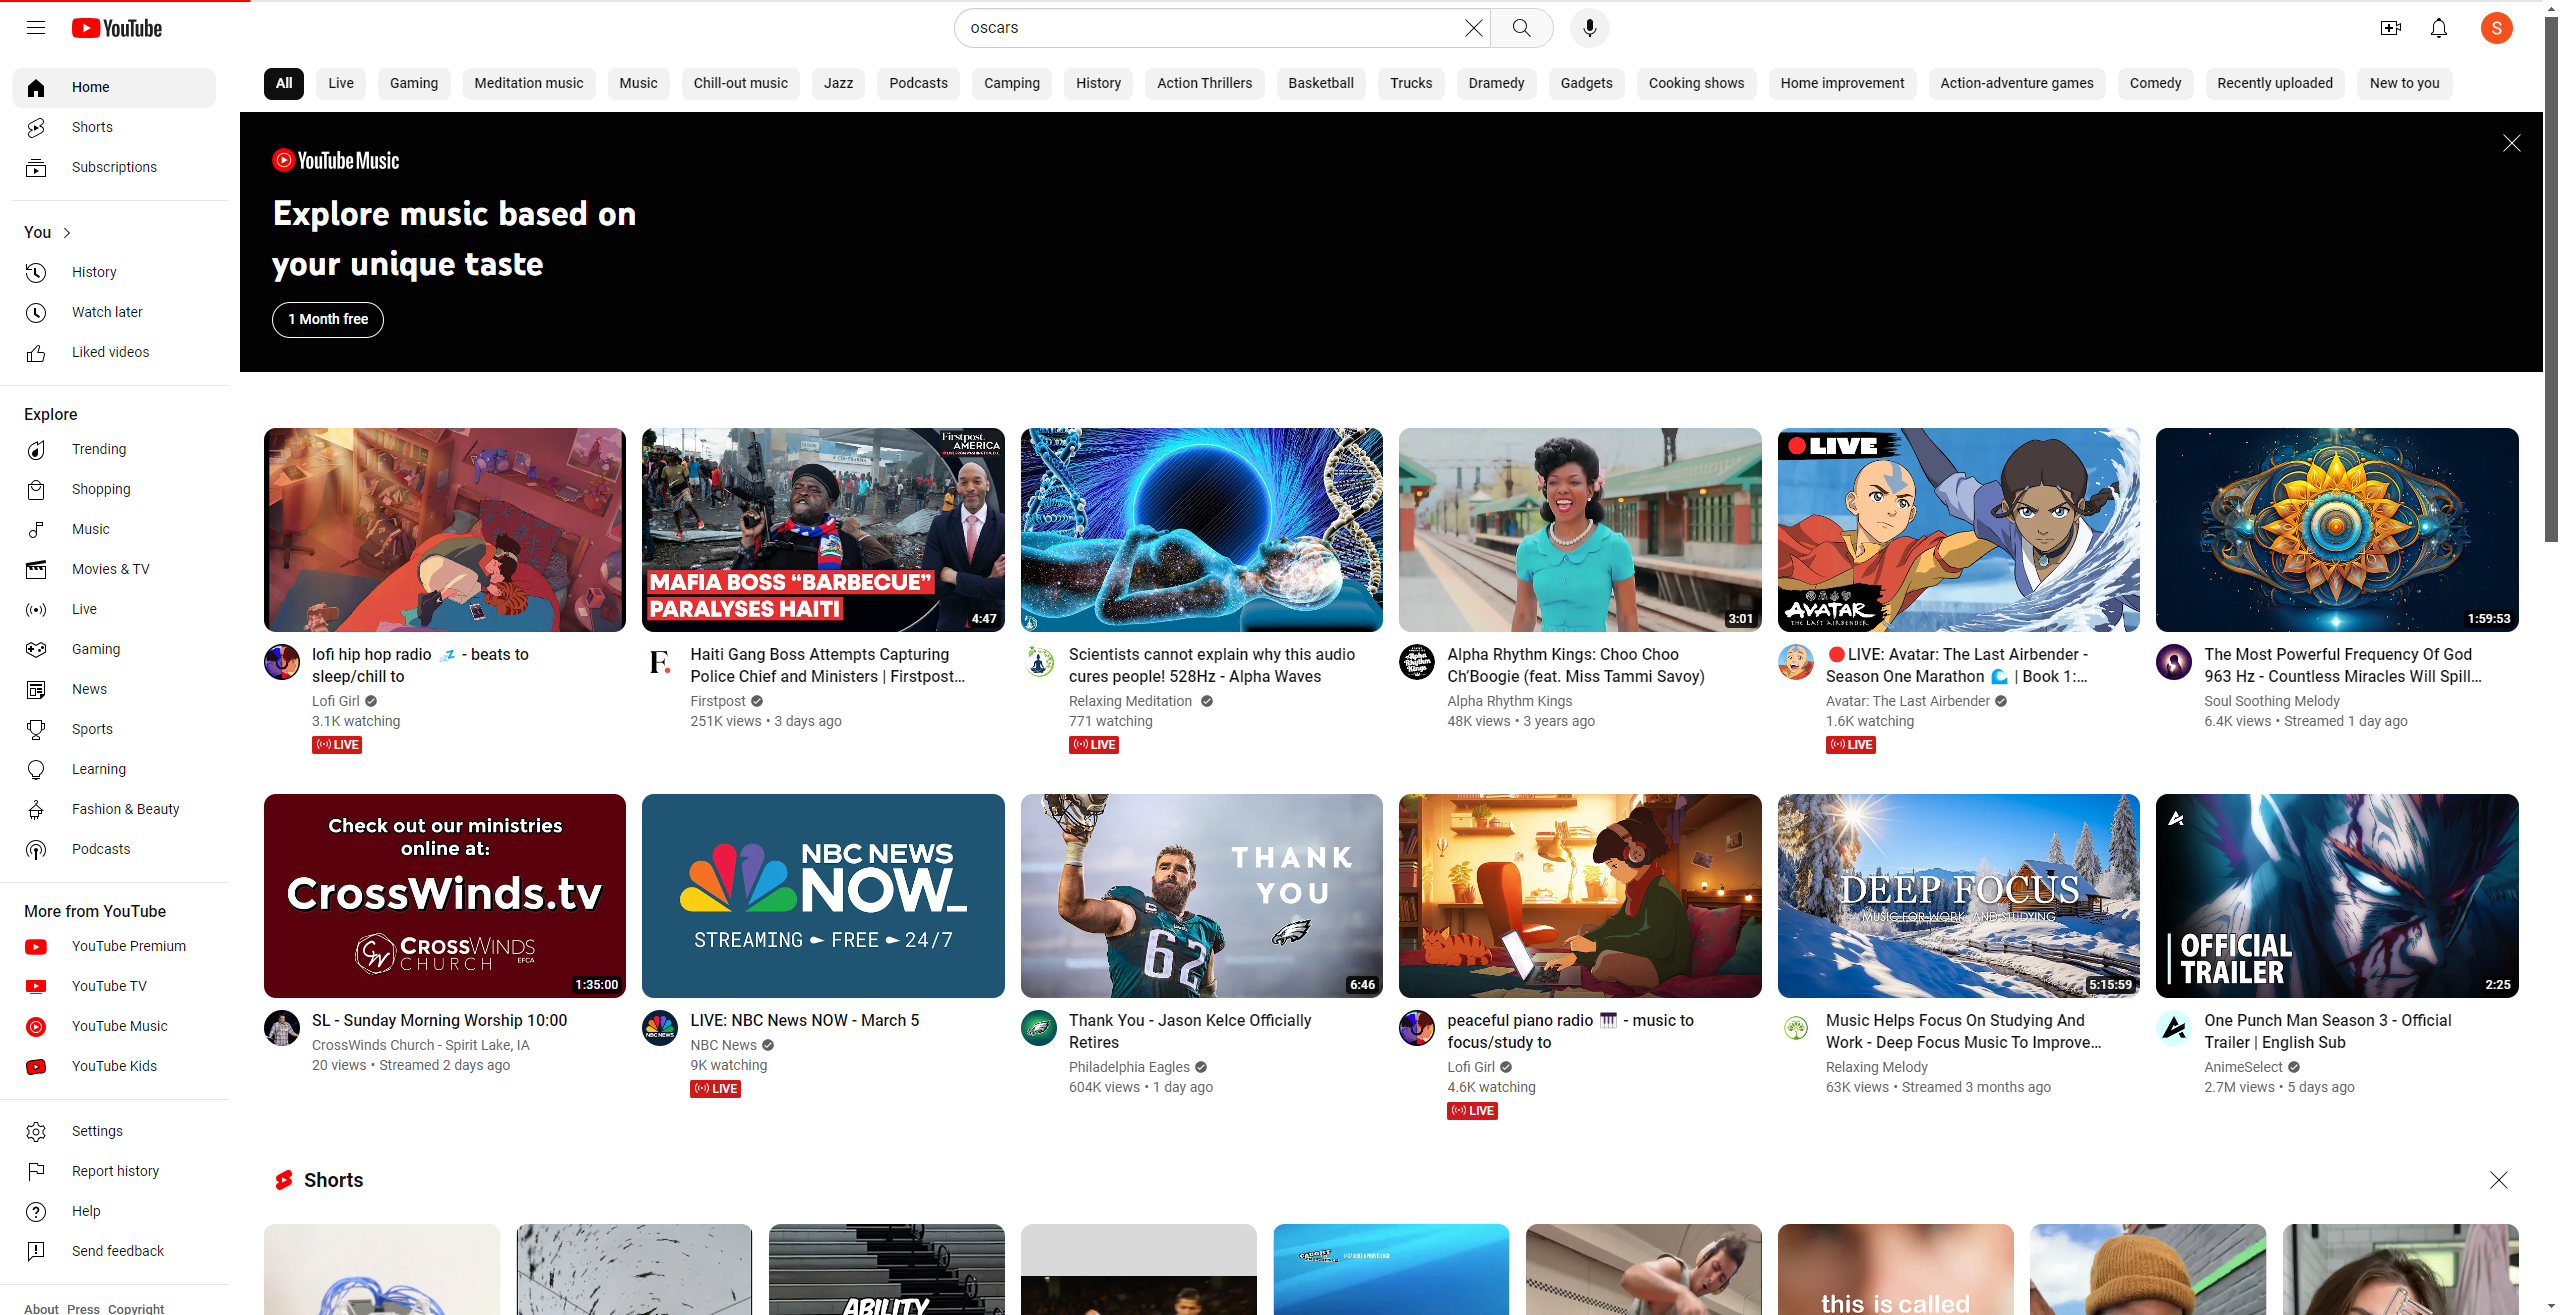 YouTube
oscars
S
Home
Shorts
Subscriptions
You
History
Watch later
Liked videos
Explore
Trending
Shopping
Music
Movies & TV
Live
Gaming
News
Sports
Learning
Fashion & Beauty
Podcasts
More from YouTube
YouTube Premium
YouTube TV
YouTube Music
YouTube Kids
Settings
Report history
Help
Send feedback
About Press Copyright
All Live Gaming Meditation music Music Chill-out music Jazz Podcasts Camping History Action Thrillers Basketball Trucks Dramedy Gadgets Cooking shows Home improvement Action-adventure games Comedy Recently uploaded New to you
YouTube Music
Explore music based on
your unique taste
1 Month free
lofi hip hop radio 💤 - beats to
sleep/chill to
Lofi Girl
3.1K watching
LIVE
Firstpost
AMERICA
LIVE FROM WASHINGTON, D.C.
MAFIA BOSS “BARBECUE”
PARALYSES HAITI
4:47
F.
Haiti Gang Boss Attempts Capturing
Police Chief and Ministers | Firstpost...
Firstpost
251K views • 3 days ago
Scientists cannot explain why this audio
cures people! 528Hz - Alpha Waves
Relaxing Meditation
771 watching
LIVE
3:01
Alpha Rhythm Kings
Alpha Rhythm Kings: Choo Choo
Ch’Boogie (feat. Miss Tammi Savoy)
Alpha Rhythm Kings
48K views • 3 years ago
LIVE
AVATAR
THE LAST AIRBENDER
🔴LIVE: Avatar: The Last Airbender -
Season One Marathon 🌊 | Book 1:...
Avatar: The Last Airbender
1.6K watching
LIVE
1:59:53
The Most Powerful Frequency Of God
963 Hz - Countless Miracles Will Spill...
Soul Soothing Melody
6.4K views • Streamed 1 day ago
Check out our ministries
online at:
CrossWinds.tv
CROSSWINDS
CHURCH EFCA
1:35:00
SL - Sunday Morning Worship 10:00
CrossWinds Church - Spirit Lake, IA
20 views • Streamed 2 days ago
NBC NEWS
NOW_
STREAMING FREE 24/7
NBC NEWS
LIVE: NBC News NOW - March 5
NBC News
9K watching
LIVE
THANK
YOU
62
6:46
Thank You - Jason Kelce Officially
Retires
Philadelphia Eagles
604K views • 1 day ago
peaceful piano radio 🎹 - music to
focus/study to
Lofi Girl
4.6K watching
LIVE
DEEP FOCUS
MUSIC FOR WORK AND STUDYING
5:15:59
Music Helps Focus On Studying And
Work - Deep Focus Music To Improve...
Relaxing Melody
63K views • Streamed 3 months ago
OFFICIAL
TRAILER
2:25
One Punch Man Season 3 - Official
Trailer | English Sub
AnimeSelect
2.7M views • 5 days ago
Shorts
ABILITY
this is called